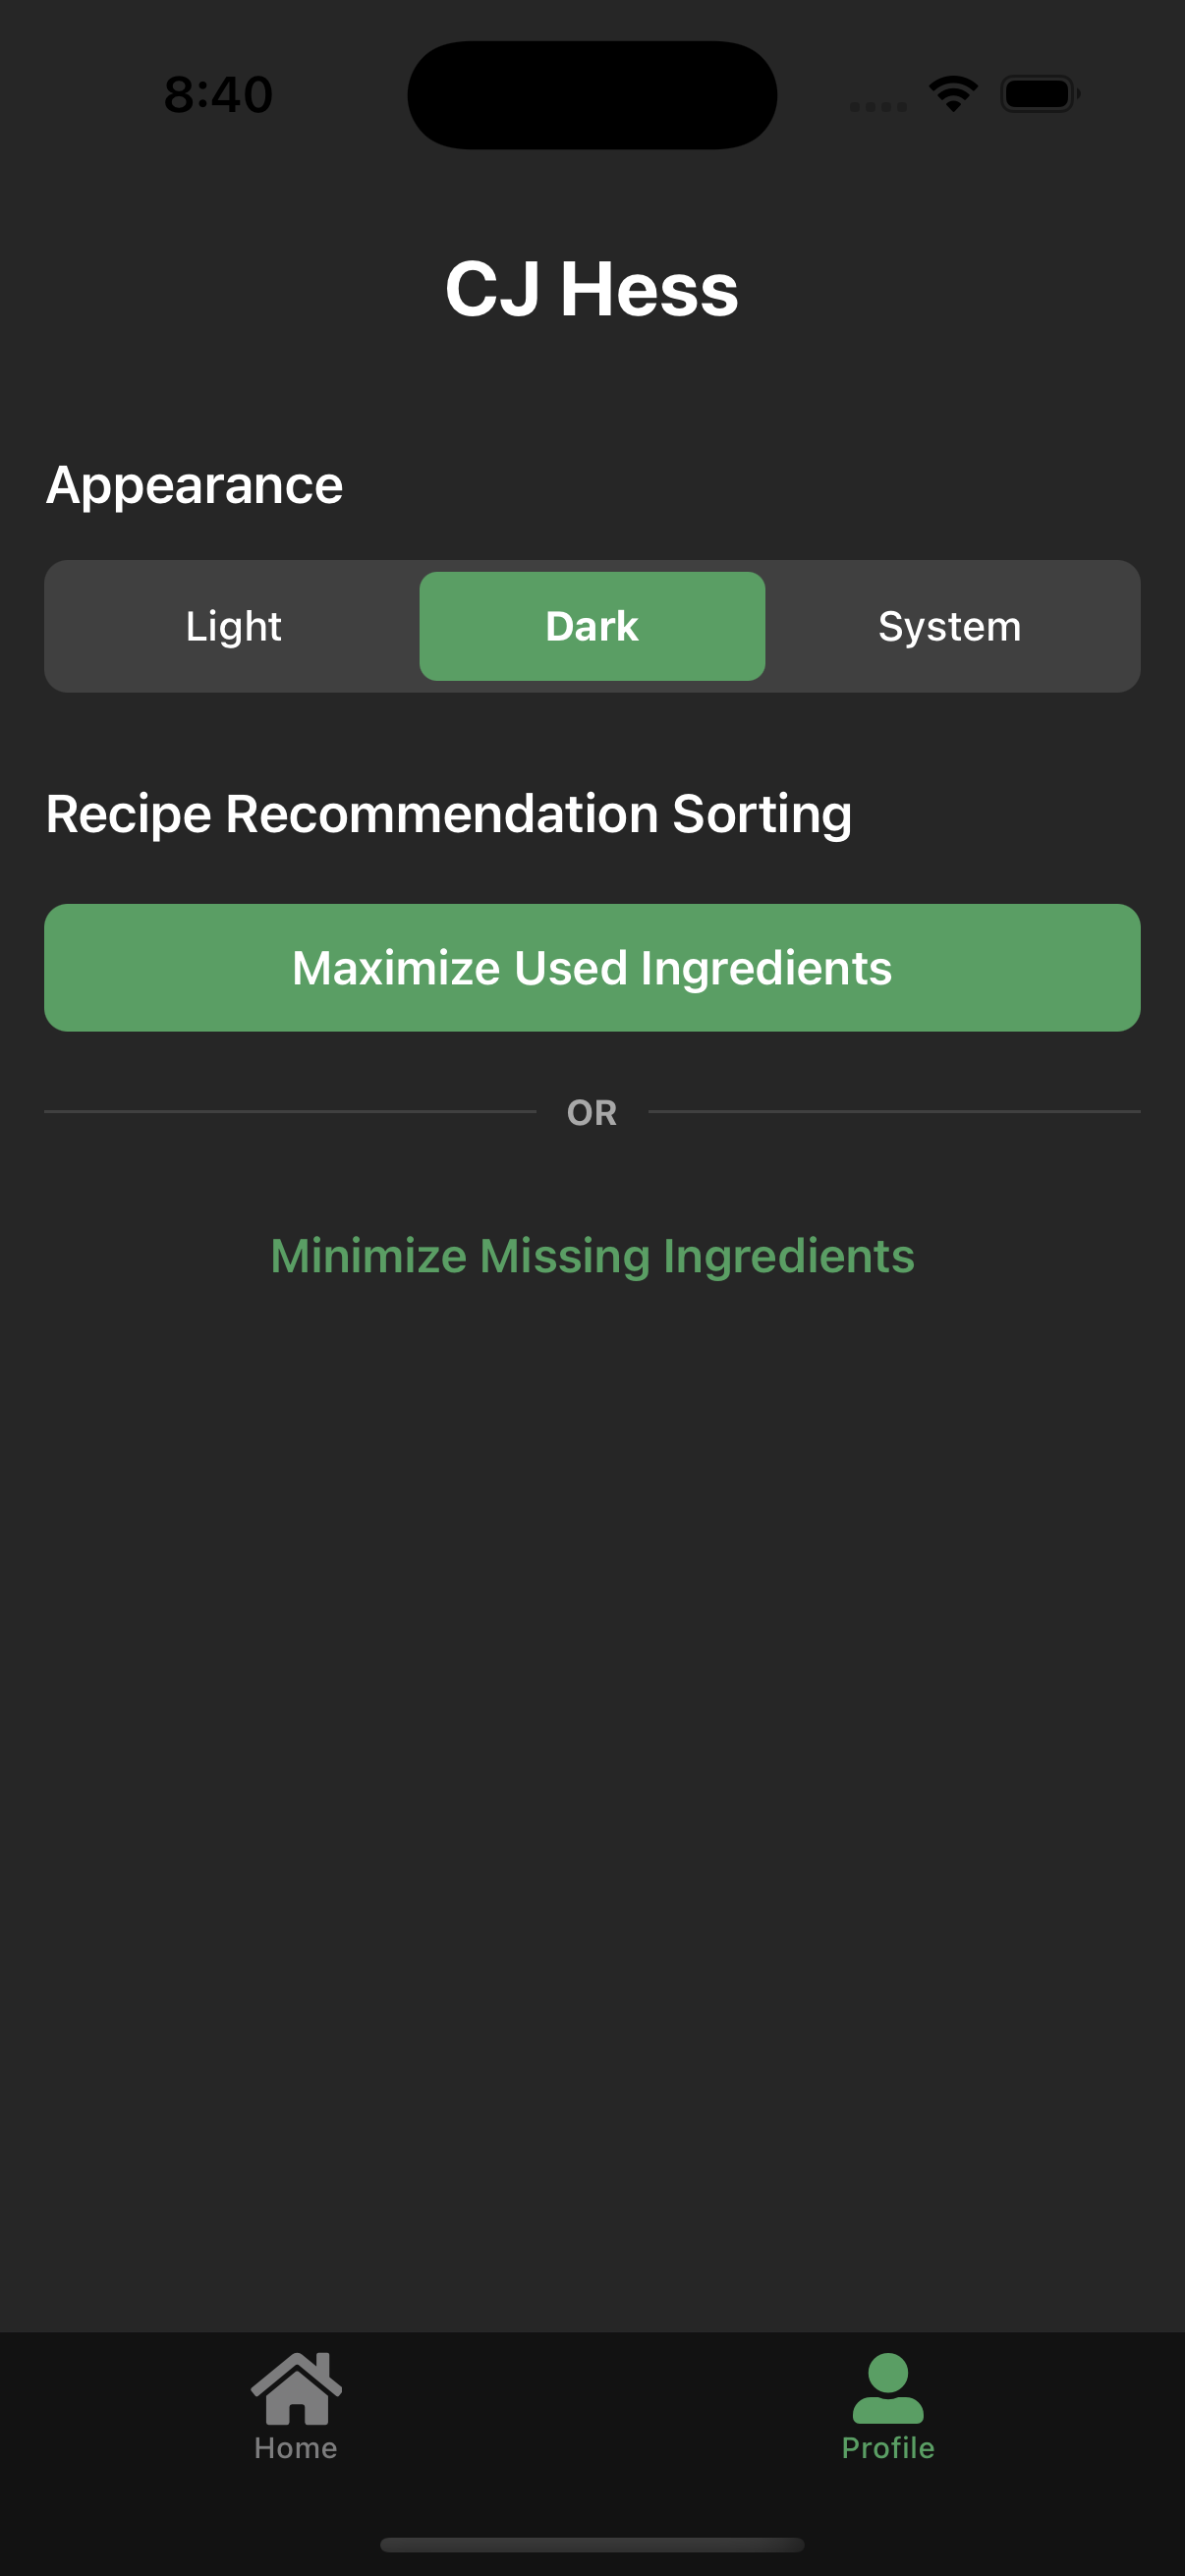 8:40
CJ Hess
Appearance
Light Dark System
Recipe Recommendation Sorting
Maximize Used Ingredients
OR
Minimize Missing Ingredients
Home Profile